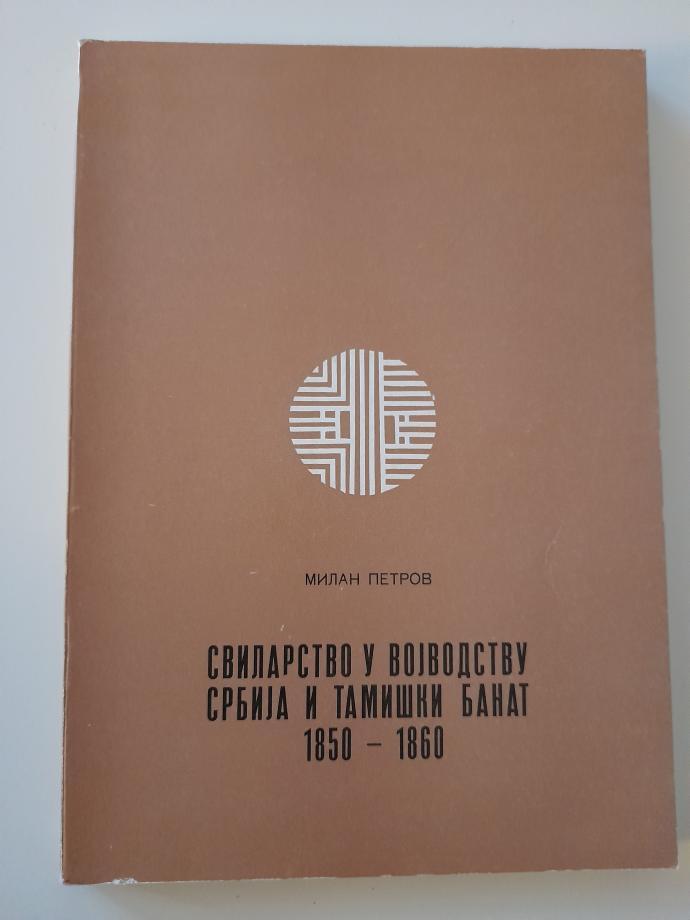 МИЛАН ПЕТРОВ
СВИЛАРСТВО У ВОЈВОДСТВУ
СРБИЈА И ТАМИШКИ БАНАТ
1850 – 1860